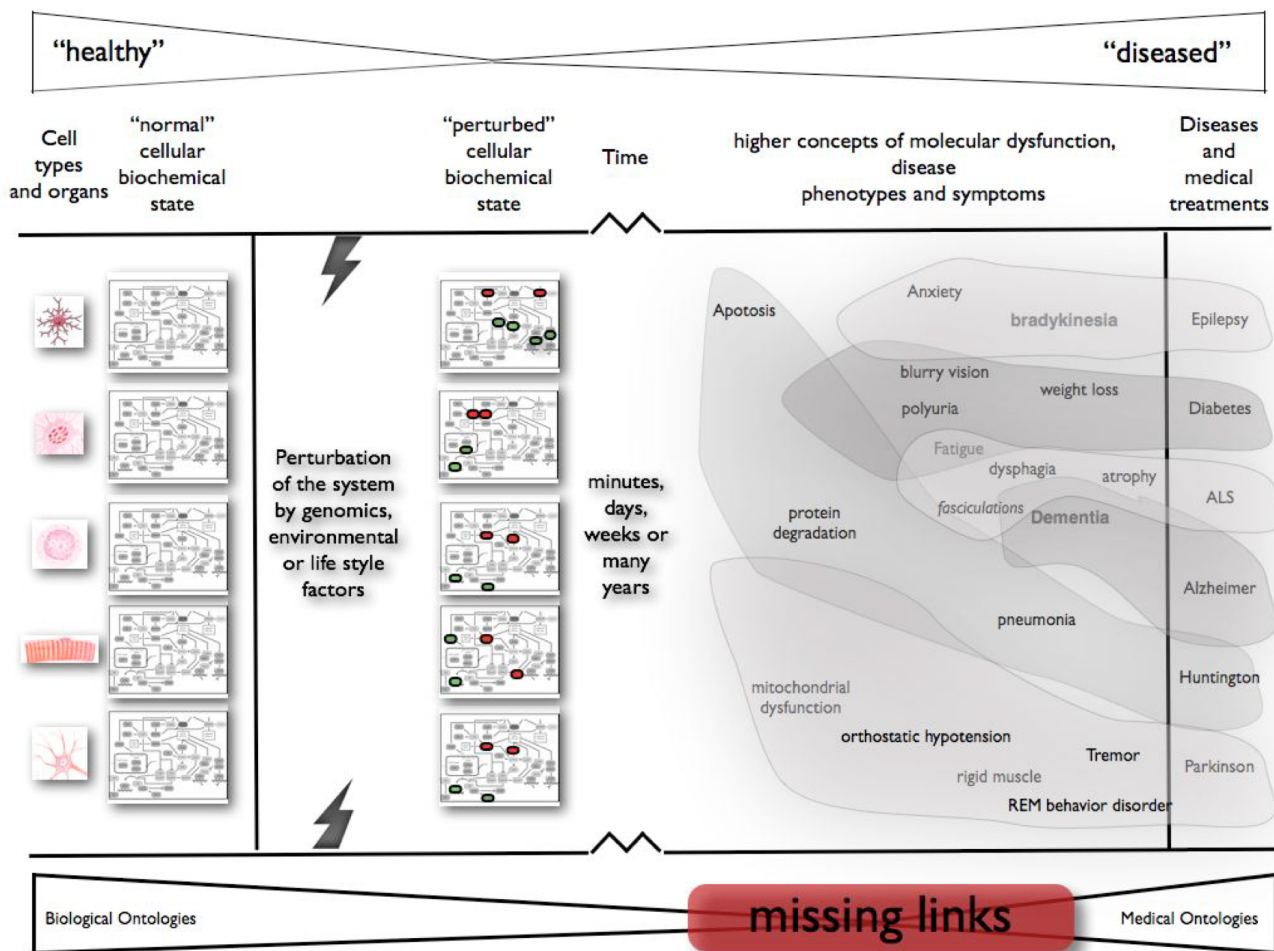 “healthy”
“diseased”
Cell
types
and organs
“normal”
cellular
biochemical
state
“perturbed”
cellular
biochemical
state
Time
higher concepts of molecular dysfunction,
disease
phenotypes and symptoms
Diseases
and
medical
treatments
Perturbation
of the system
by genomics,
environmental
or life style
factors
minutes,
days,
weeks or
many
years
Apotosis
Anxiety
bradykinesia
Epilepsy
blurry vision
weight loss
polyuria
Diabetes
Fatigue
dysphagia
atrophy
fasciculations
ALS
Dementia
protein
degradation
Alzheimer
pneumonia
Huntington
mitochondrial
dysfunction
orthostatic hypotension
Tremor
rigid muscle
Parkinson
REM behavior disorder
Biological Ontologies
missing links
Medical Ontologies